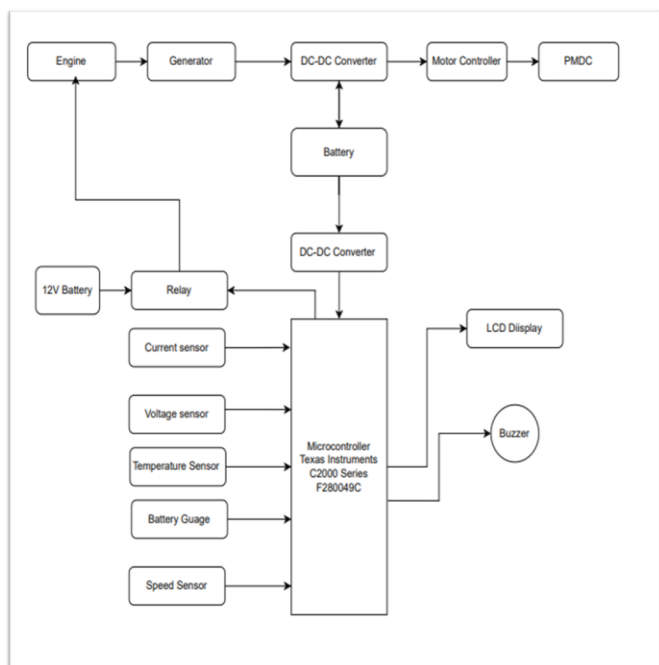 Engine
Generator
DC-DC Converter
Motor Controller
PMDC
Battery
DC-DC Converter
12V Battery
Relay
LCD Diisplay
Current sensor
Voltage sensor
Buzzer
Microcontroller
Texas Instruments
C2000 Series
F280049C
Temperature Sensor
Battery Guage
Speed Sensor